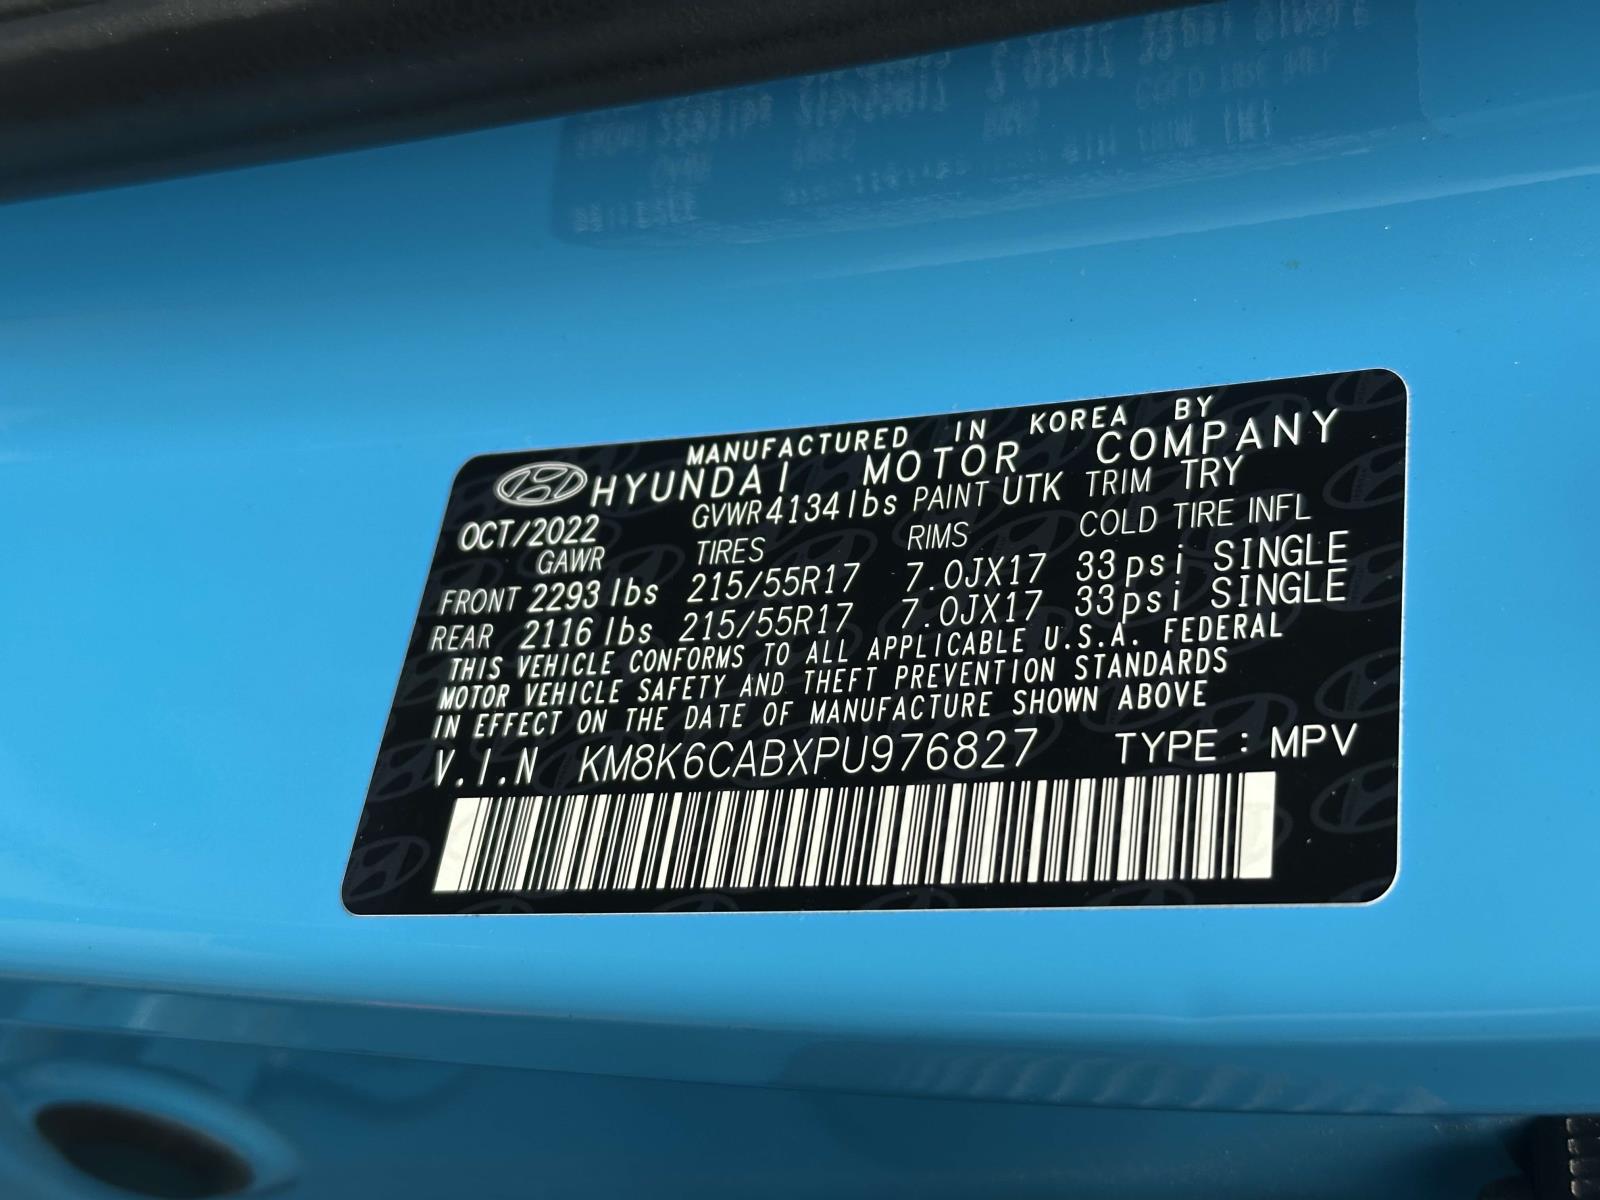 MANUFACTURED IN KOREA BY
HYUNDAI MOTOR COMPANY
OCT/2022 GVWR 4134lbs PAINT UTK TRIM TRY
GAWR TIRES RIMS COLD TIRE INFL
FRONT 2293 lbs 215/55R17 7.0JX17 33psi SINGLE
REAR 2116 lbs 215/55R17 7.0JX17 33psi SINGLE
THIS VEHICLE CONFORMS TO ALL APPLICABLE U.S.A. FEDERAL
MOTOR VEHICLE SAFETY AND THEFT PREVENTION STANDARDS
IN EFFECT ON THE DATE OF MANUFACTURE SHOWN ABOVE
V.I.N KM8K6CABXPU976827 TYPE : MPV